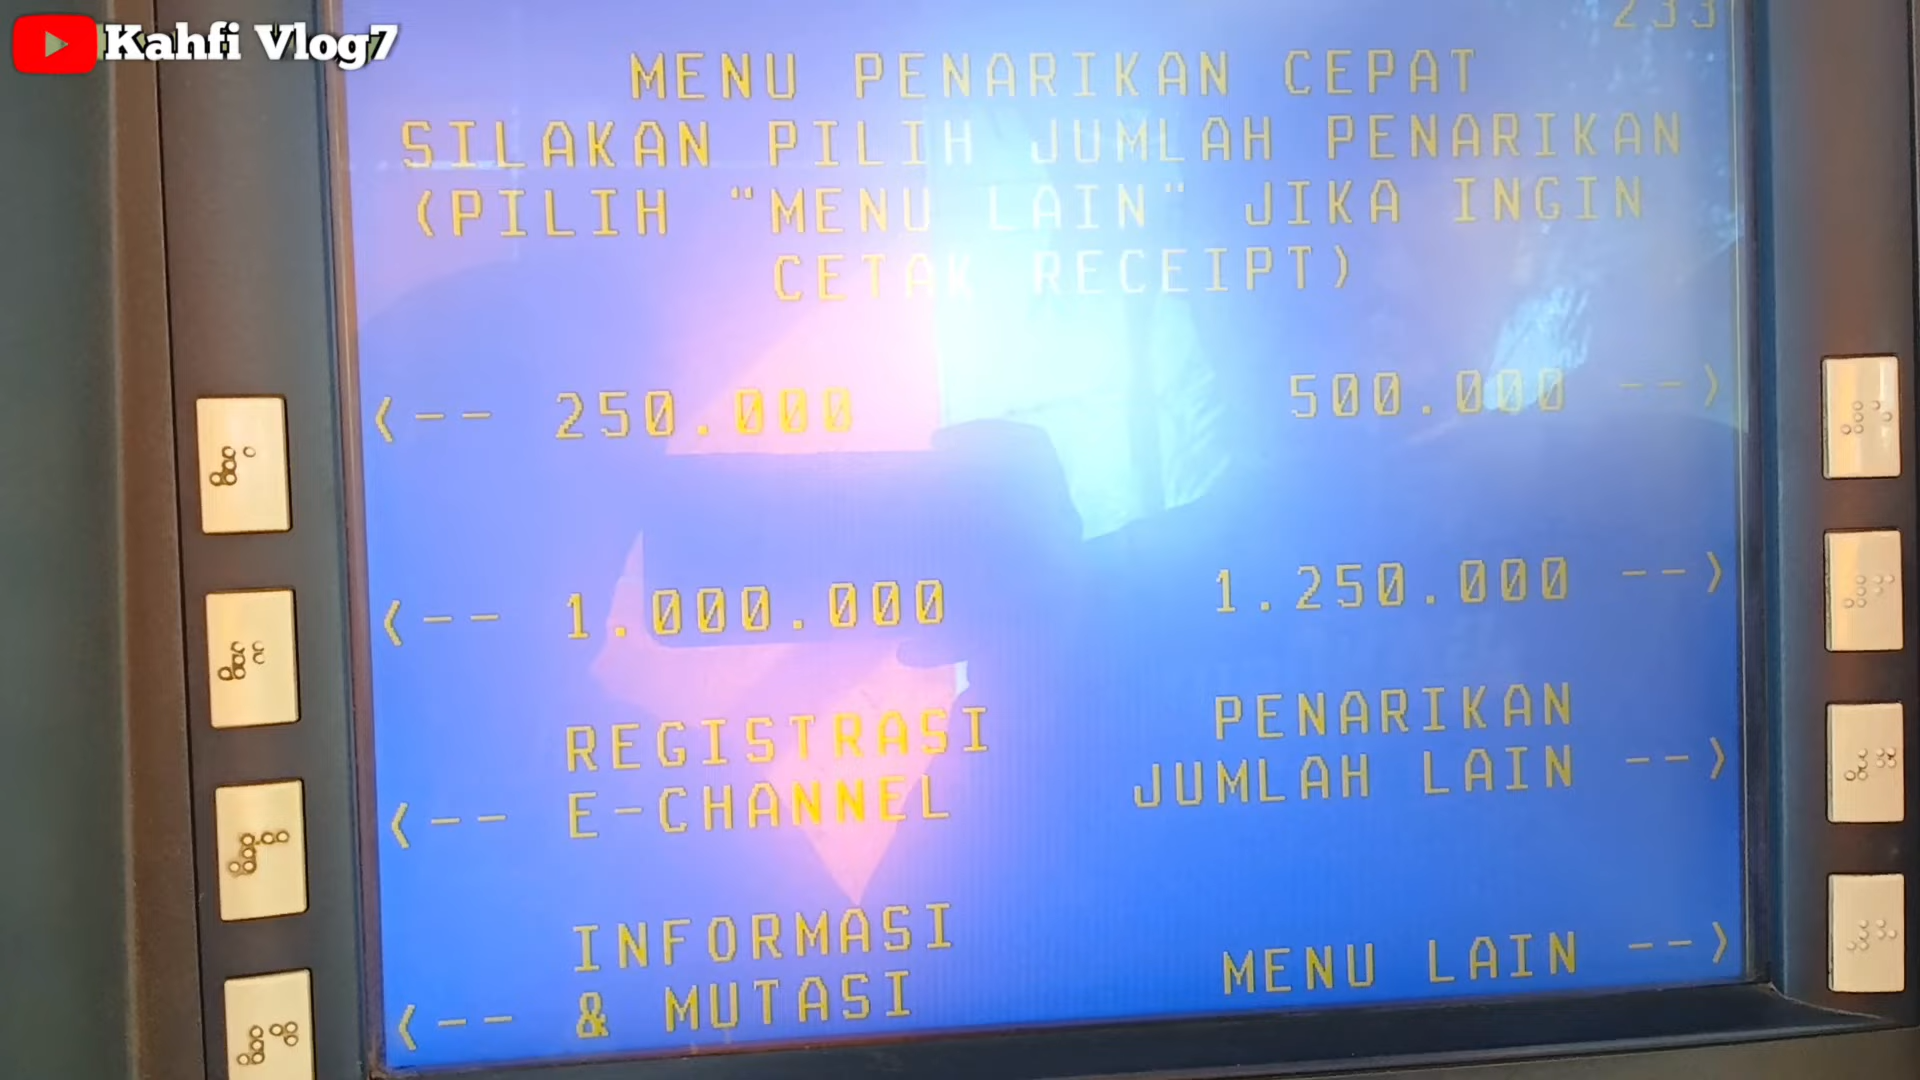 Kahfi Vlog7
233
MENU PENARIKAN CEPAT
SILAKAN PILIH JUMLAH PENARIKAN
(PILIH "MENU LAIN" JIKA INGIN
CETAK RECEIPT)
<-- 250.000
500.000 -->
<-- 1.000.000
1.250.000 -->
REGISTRASI
<-- E-CHANNEL
PENARIKAN
JUMLAH LAIN -->
INFORMASI
<-- & MUTASI
MENU LAIN -->